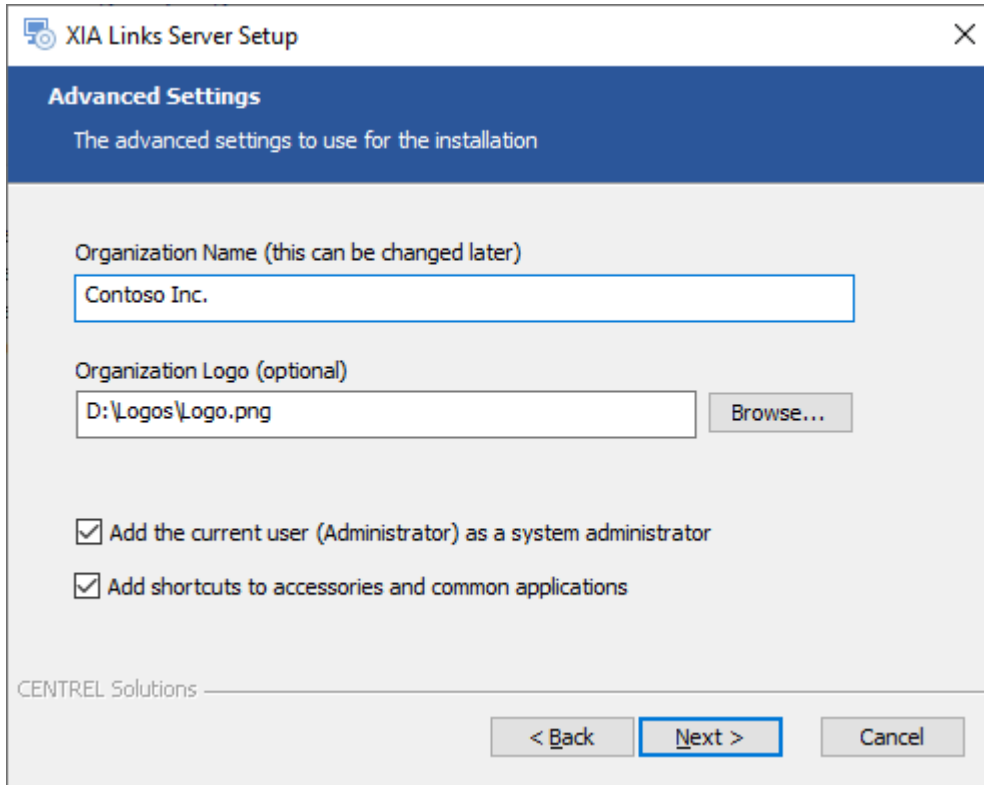 XIA Links Server Setup
Advanced Settings
The advanced settings to use for the installation
Organization Name (this can be changed later)
Contoso Inc.
Organization Logo (optional)
D:\Logos\Logo.png
Browse...
Add the current user (Administrator) as a system administrator
Add shortcuts to accessories and common applications
CENTREL Solutions
< Back
Next >
Cancel